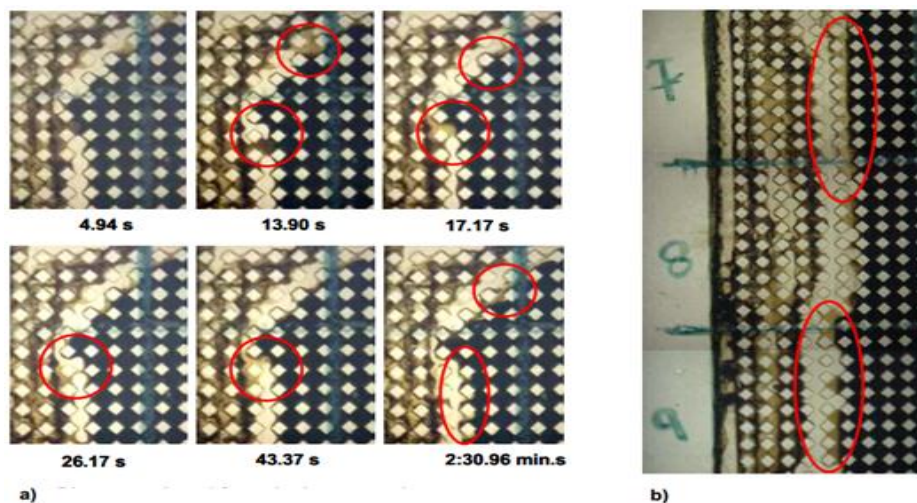 4.94 s
13.90 s
17.17 s
26.17 s
43.37 s
2:30.96 min.s
a)
7
8
9
b)